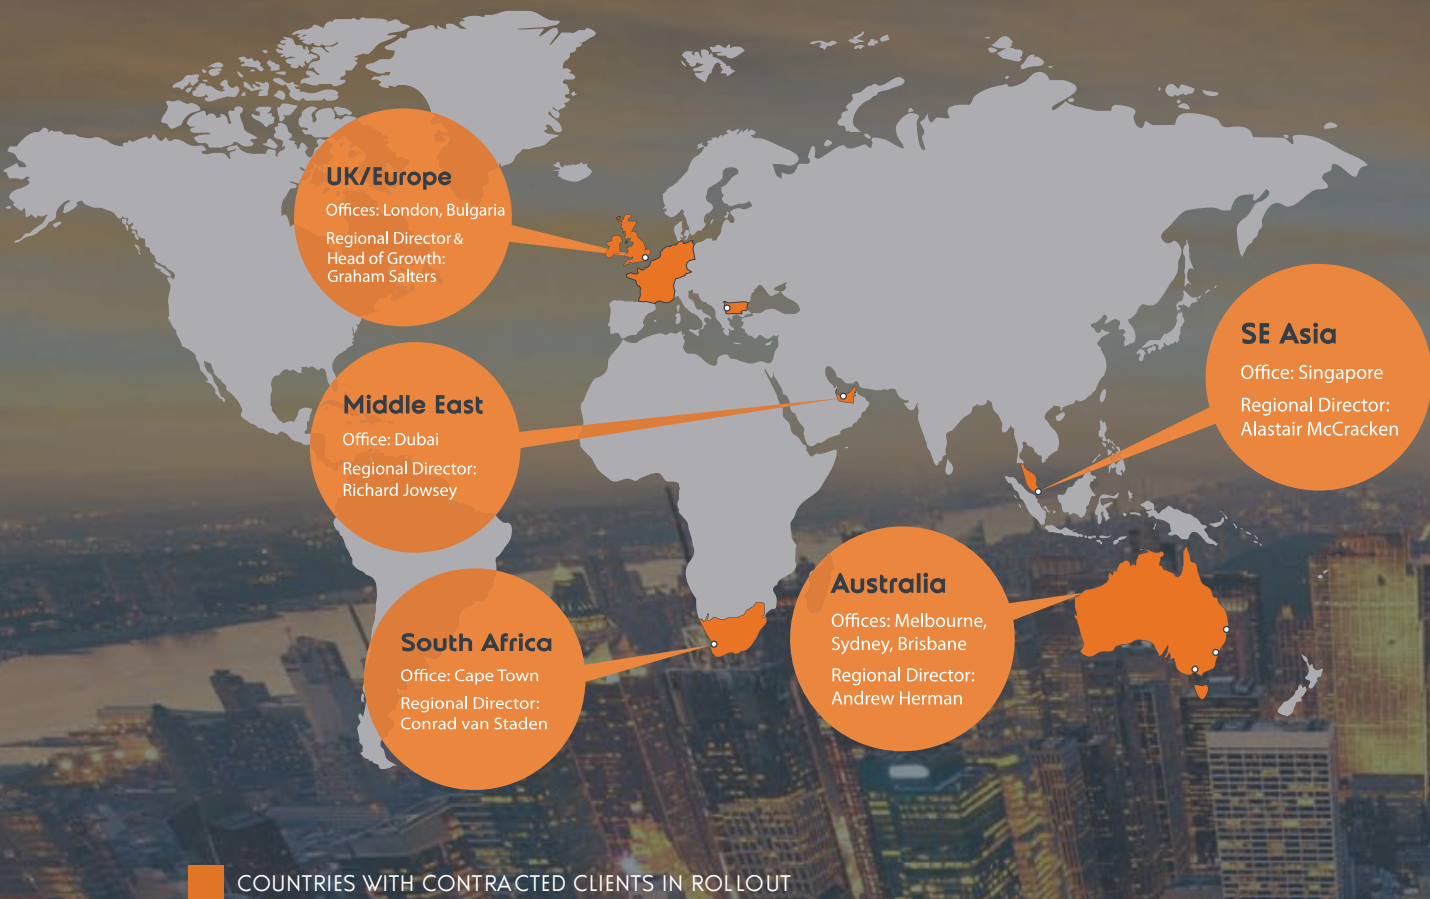 UK/Europe
Offices: London, Bulgaria
Regional Director &
Head of Growth:
Graham Salters
Middle East
Office: Dubai
Regional Director:
Richard Jowsey
South Africa
Office: Cape Town
Regional Director:
Conrad van Staden
Australia
Offices: Melbourne,
Sydney, Brisbane
Regional Director:
Andrew Herman
SE Asia
Office: Singapore
Regional Director:
Alastair McCracken
COUNTRIES WITH CONTRACTED CLIENTS IN ROLLOUT